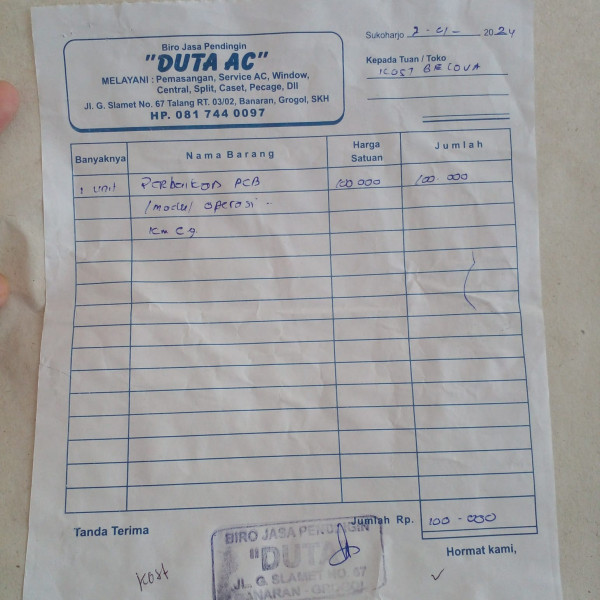 Biro Jasa Pendingin
"DUTA AC"
MELAYANI : Pemasangan, Service AC, Window,
Central, Split, Caset, Pecage, Dll
Jl. G. Slamet No. 67 Talang RT. 03/02, Banaran, Grogol, SKH
HP. 081 744 0097
Sukoharjo 2 - 01 - 2024
Kepada Tuan / Toko
KOST BECOVA
Banyaknya Nama Barang Harga Satuan Jumlah
1 unit Perbaikan PCB 100.000 100.000
/modul operasi -
Km
Jumlah Rp. 100.000
Tanda Terima
Hormat kami,
BIRO JASA PENDINGIN
"DUTA
JL. G. SLAMET NO. 67
BANARAN - GROGOL
Kost